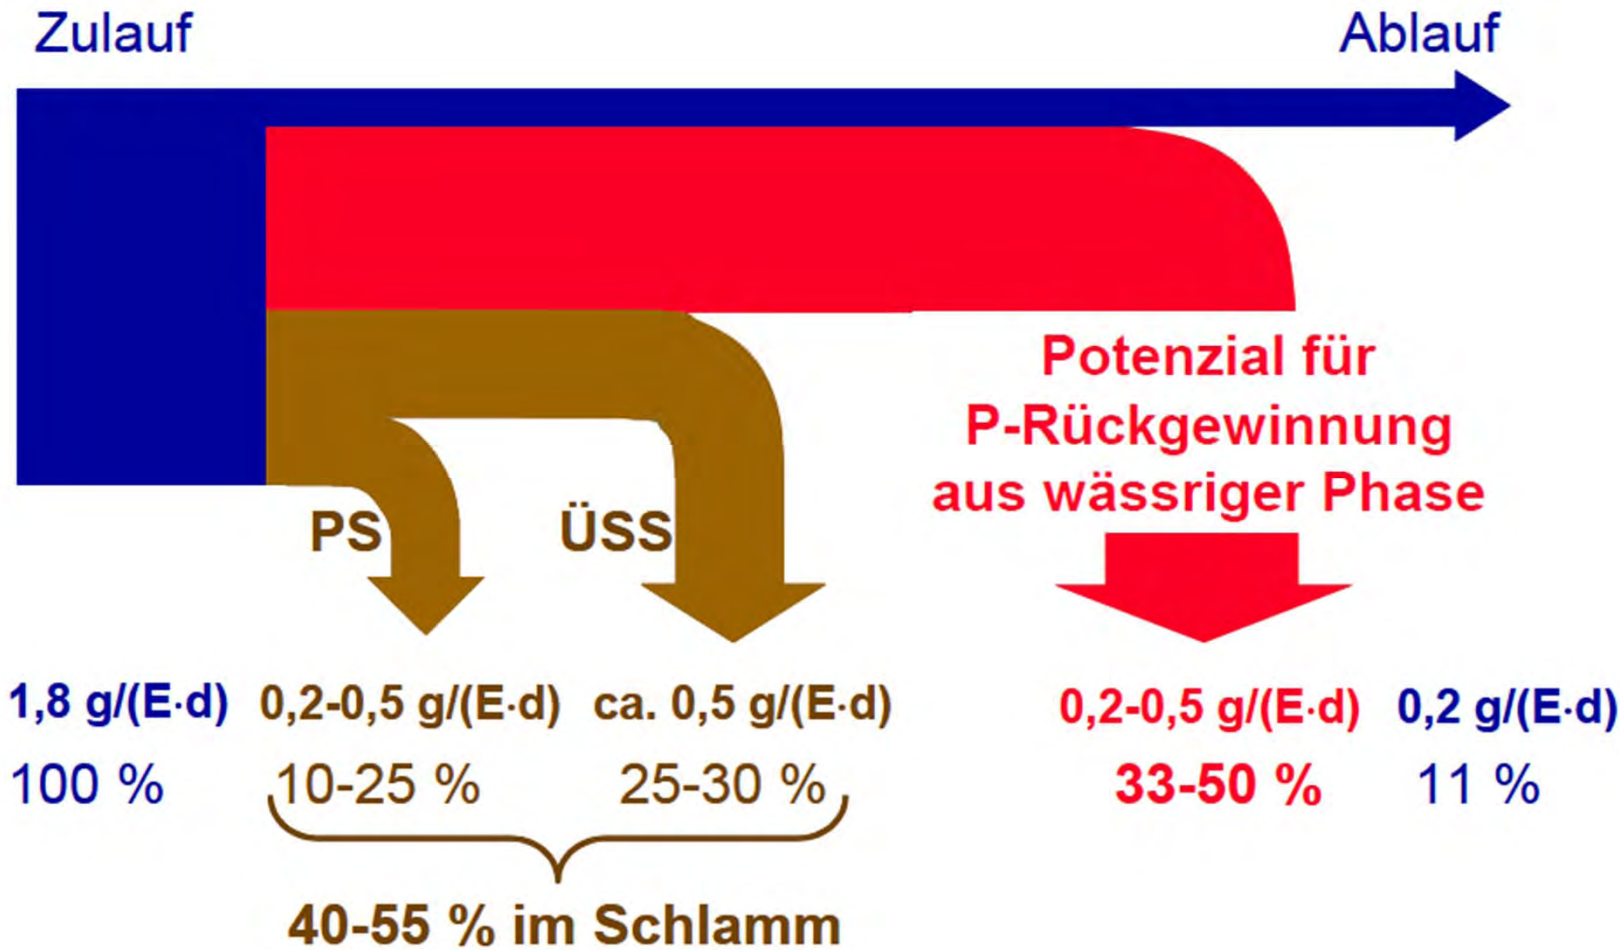 Zulauf
Ablauf
Potenzial für
P-Rückgewinnung
aus wässriger Phase
PS
ÜSS
1,8 g/(E·d)
0,2-0,5 g/(E·d)
ca. 0,5 g/(E·d)
0,2-0,5 g/(E·d)
0,2 g/(E·d)
100 %
10-25 %
25-30 %
33-50 %
11 %
40-55 % im Schlamm